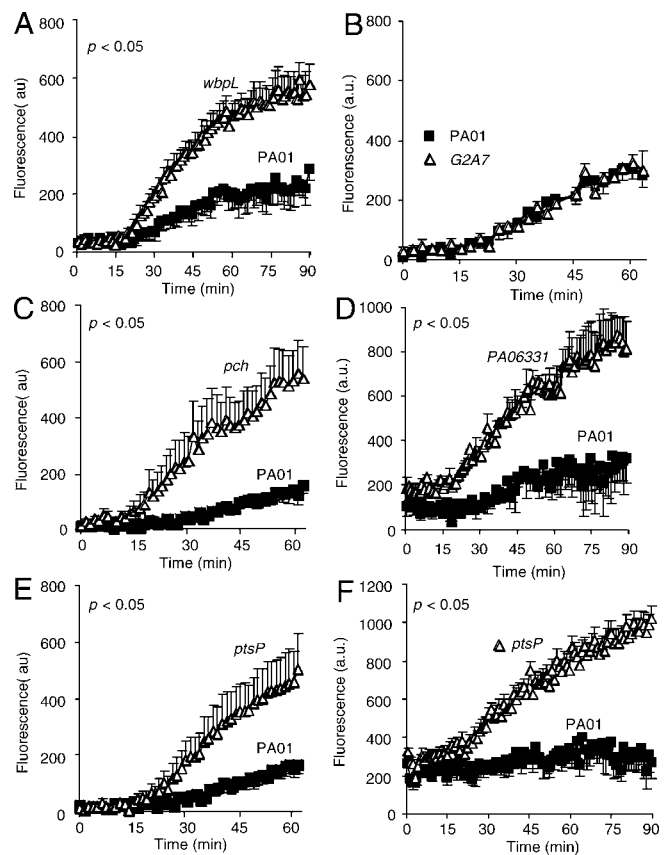 A
p < 0.05
800
600
400
200
0
Fluorescence( au)
wbpL
PA01
0 15 30 45 60 75 90
Time (min)
B
800
600
400
200
0
Fluorenscence (a.u.)
PA01
G2A7
0 15 30 45 60
Time (min)
C
p < 0.05
800
600
400
200
0
Fluorescence( au)
pch
PA01
0 15 30 45 60
Time (min)
D
p < 0.05
1000
800
600
400
200
0
Fluorescence (a.u.)
PA06331
PA01
0 15 30 45 60 75 90
Time (min)
E
p < 0.05
800
600
400
200
0
Fluorescence( au)
ptsP
PA01
0 15 30 45 60
Time (min)
F
p < 0.05
1200
1000
800
600
400
200
0
Fluorescence (a.u.)
ptsP
PA01
0 15 30 45 60 75 90
Time (min)